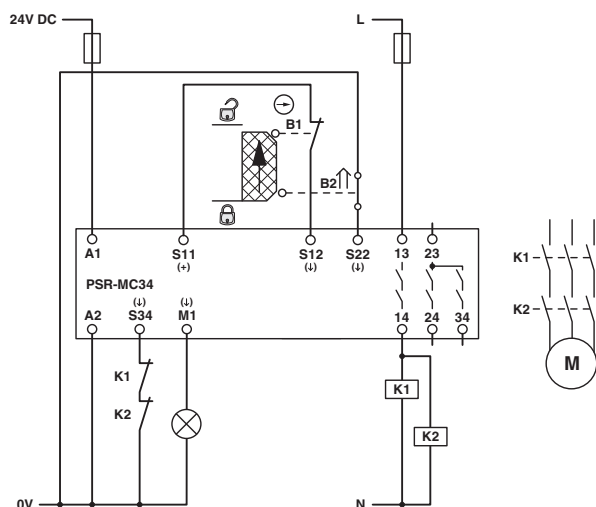 24V DC
L
B1
B2
A1
S11
(+)
S12
(↓)
S22
(↓)
13
23
PSR-MC34
A2
(↓)
S34
(↓)
M1
14
24
34
K1
K2
K1
K2
K1
K2
M
0V
N